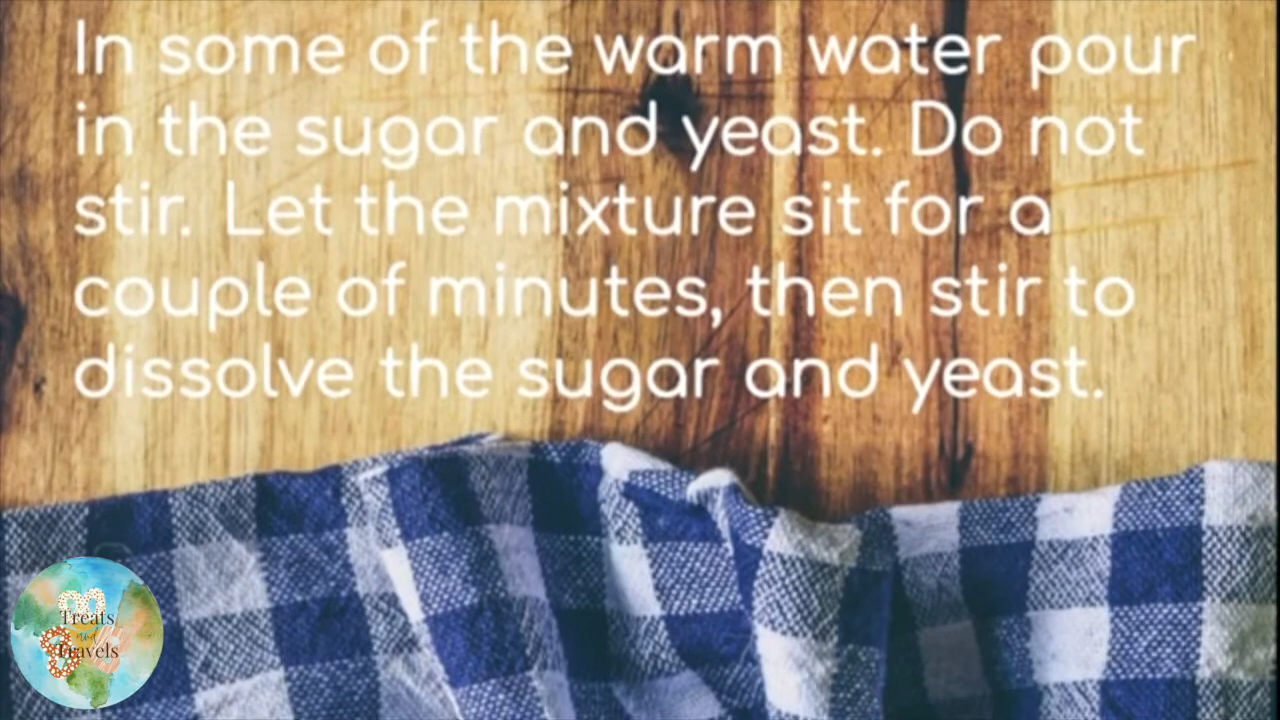 In some of the warm water pour
in the sugar and yeast. Do not
stir. Let the mixture sit for a
couple of minutes, then stir to
dissolve the sugar and yeast.
Treats
and
Travels